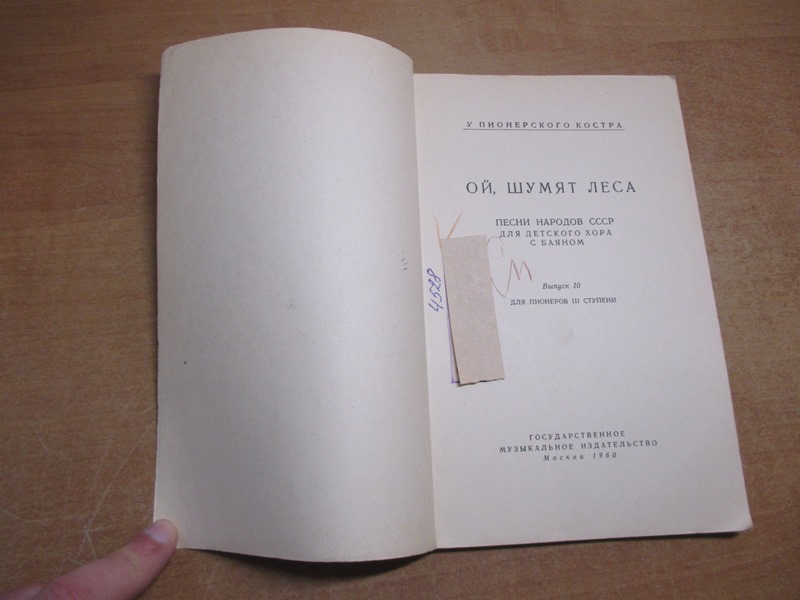 У ПИОНЕРСКОГО КОСТРА
ОЙ, ШУМЯТ ЛЕСА
ПЕСНИ НАРОДОВ СССР
ДЛЯ ДЕТСКОГО ХОРА
С БАЯНОМ
4528
Выпуск 10
ДЛЯ ПИОНЕРОВ III СТУПЕНИ
ГОСУДАРСТВЕННОЕ
МУЗЫКАЛЬНОЕ ИЗДАТЕЛЬСТВО
Москва 1960